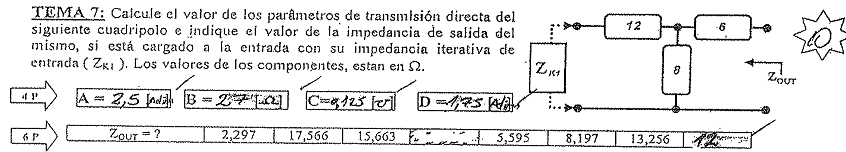 TEMA 7: Calcule el valor de los parámetros de transmisión directa del
siguiente cuadripolo e indique el valor de la impedancia de salida del
mismo, si está cargado a la entrada con su impedancia iterativa de
entrada ( ZK1 ). Los valores de los componentes, estan en Ω.
12 6
8
ZK1
ZOUT
10
4 P A = 2,5 [Adi] B = 27 [Ω] C=0,125 [℧] D =1,75 [Adi]
6 P ZOUT = ? 2,297 17,566 15,663 5,595 8,197 13,256 12